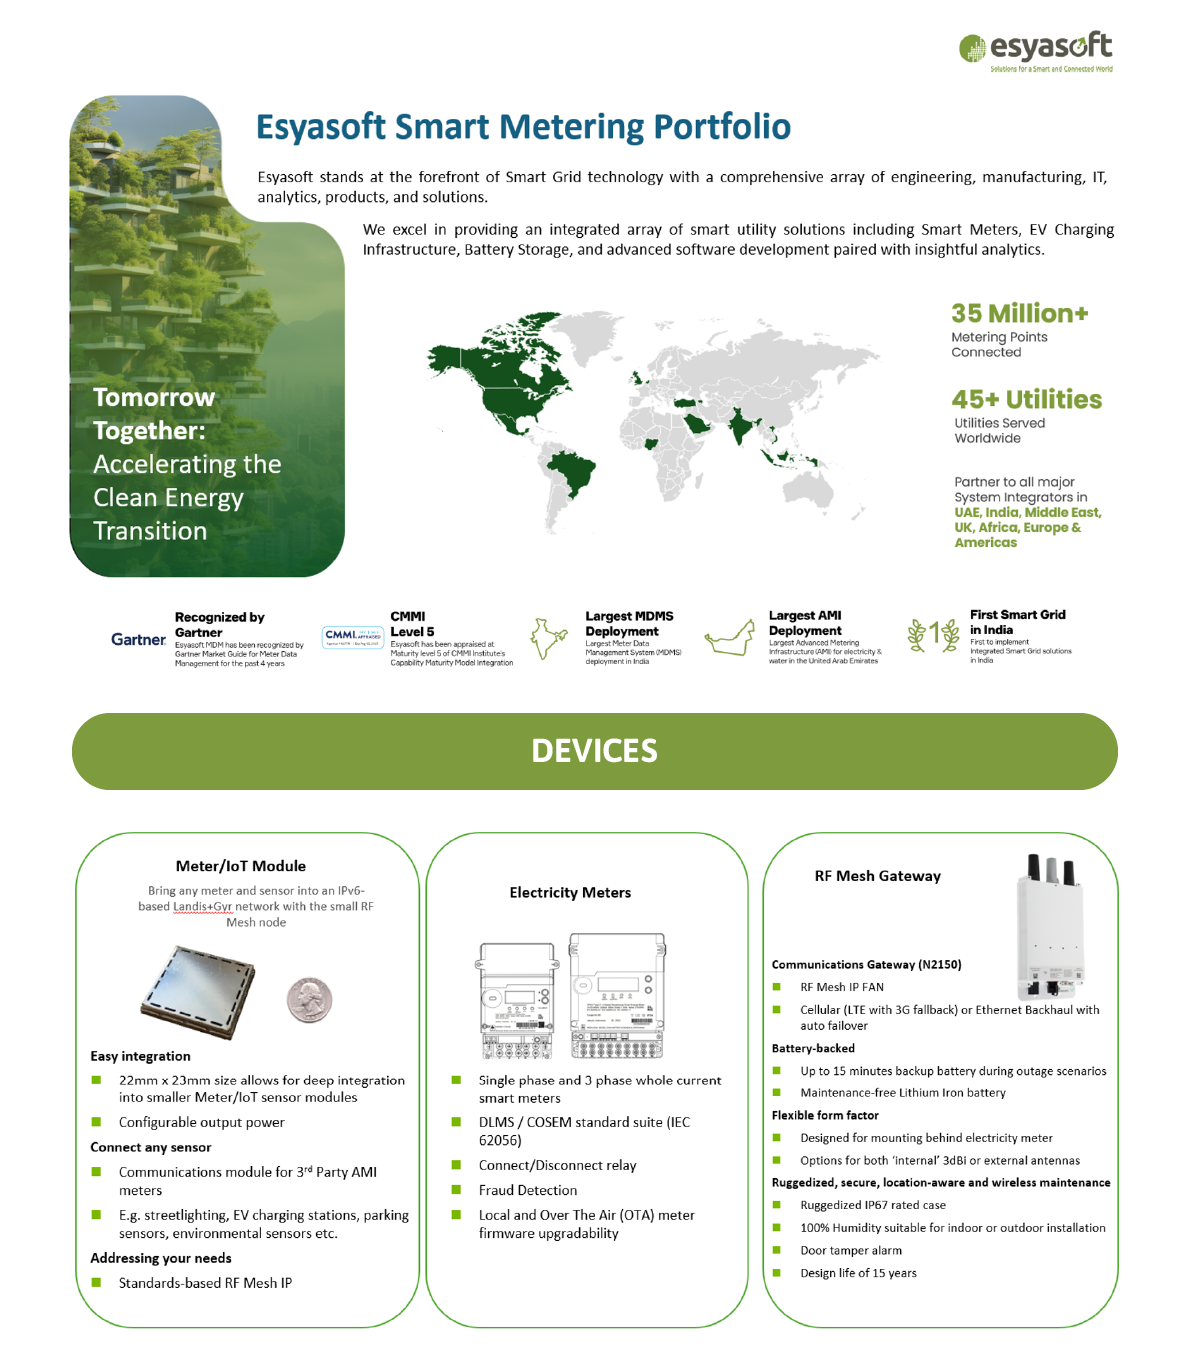 esyasoft
Solutions for a Smart and Connected World
Esyasoft Smart Metering Portfolio
Esyasoft stands at the forefront of Smart Grid technology with a comprehensive array of engineering, manufacturing, IT,
analytics, products, and solutions.
We excel in providing an integrated array of smart utility solutions including Smart Meters, EV Charging
Infrastructure, Battery Storage, and advanced software development paired with insightful analytics.
Tomorrow
Together:
Accelerating the
Clean Energy
Transition
35 Million+
Metering Points
Connected
45+ Utilities
Utilities Served
Worldwide
Partner to all major
System Integrators in
UAE, India, Middle East,
UK, Africa, Europe &
Americas
Gartner
Recognized by
Gartner
Esyasoft MDM has been recognized by
Gartner Market Guide for Meter Data
Management for the past 4 years
CMMI
CMMI
Level 5
Esyasoft has been appraised at
Maturity level 5 of CMMI Institute's
Capability Maturity Model Integration
Largest MDMS
Deployment
Largest Meter Data
Management System (MDMS)
deployment in India
Largest AMI
Deployment
Largest Advanced Metering
Infrastructure (AMI) for electricity &
water in the United Arab Emirates
1
First Smart Grid
in India
First to implement
Integrated Smart Grid solutions
in India
DEVICES
Meter/IoT Module
Bring any meter and sensor into an IPv6-
based Landis+Gyr network with the small RF
Mesh node
Easy integration
22mm x 23mm size allows for deep integration
into smaller Meter/IoT sensor modules
Configurable output power
Connect any sensor
Communications module for 3rd Party AMI
meters
E.g. streetlighting, EV charging stations, parking
sensors, environmental sensors etc.
Addressing your needs
Standards-based RF Mesh IP
Electricity Meters
Single phase and 3 phase whole current
smart meters
DLMS / COSEM standard suite (IEC
62056)
Connect/Disconnect relay
Fraud Detection
Local and Over The Air (OTA) meter
firmware upgradability
RF Mesh Gateway
Communications Gateway (N2150)
RF Mesh IP FAN
Cellular (LTE with 3G fallback) or Ethernet Backhaul with
auto failover
Battery-backed
Up to 15 minutes backup battery during outage scenarios
Maintenance-free Lithium Iron battery
Flexible form factor
Designed for mounting behind electricity meter
Options for both ‘internal’ 3dBi or external antennas
Ruggedized, secure, location-aware and wireless maintenance
Ruggedized IP67 rated case
100% Humidity suitable for indoor or outdoor installation
Door tamper alarm
Design life of 15 years